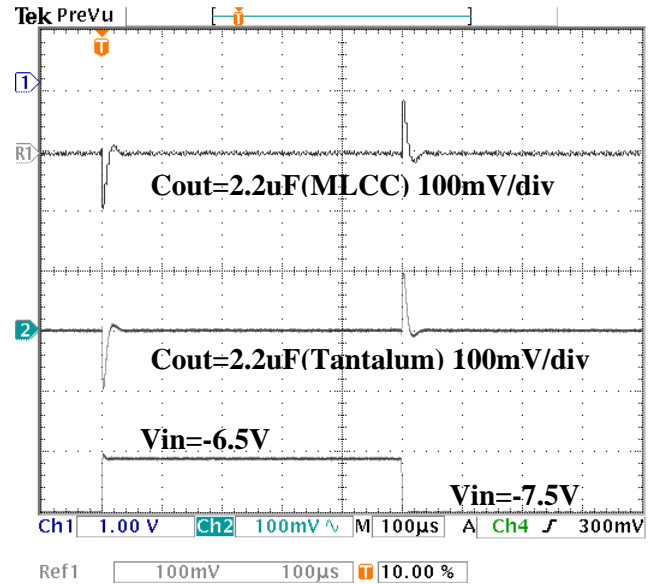 Tek PreVu
T
T
1
R1
Cout=2.2uF(MLCC) 100mV/div
2
Cout=2.2uF(Tantalum) 100mV/div
Vin=-6.5V
Vin=-7.5V
Ch1 1.00 V Ch2 100mV∿ M 100µs A Ch4 ƒ 300mV
Ref1 100mV 100µs T 10.00 %